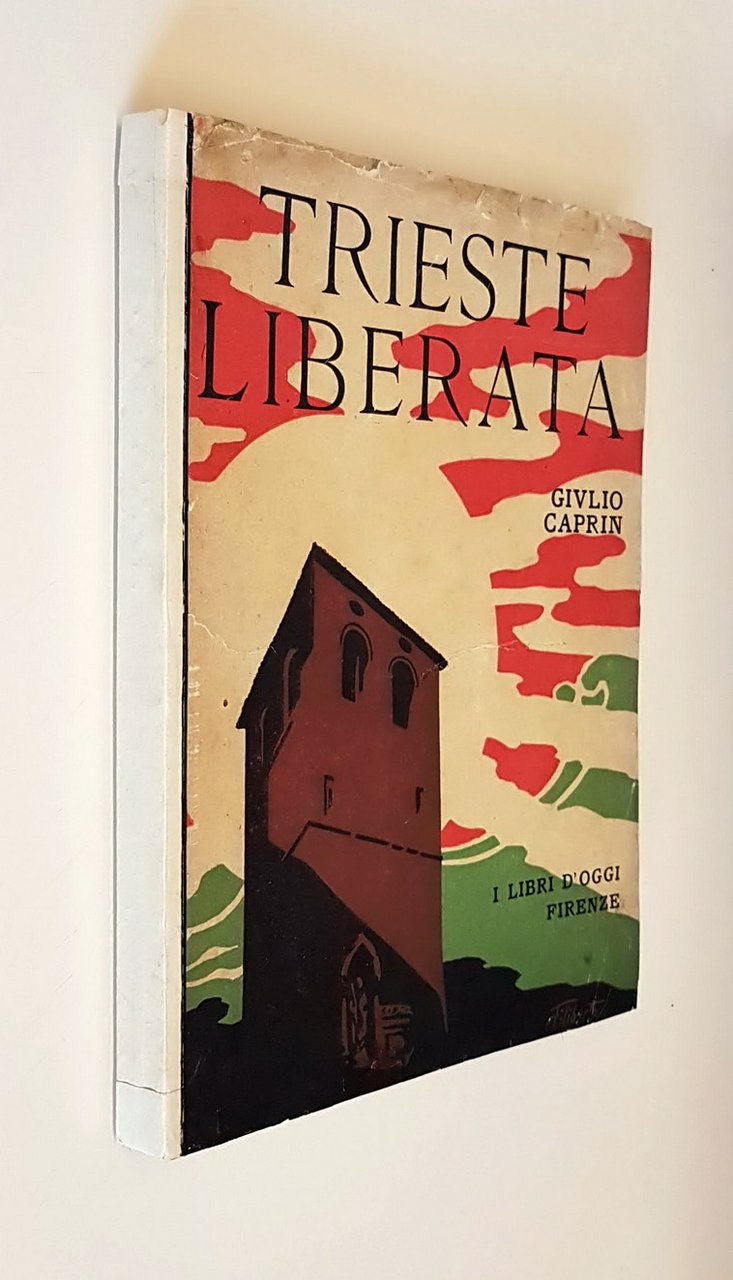 TRIESTE
LIBERATA
GIVLIO
CAPRIN
I LIBRI D'OGGI
FIRENZE